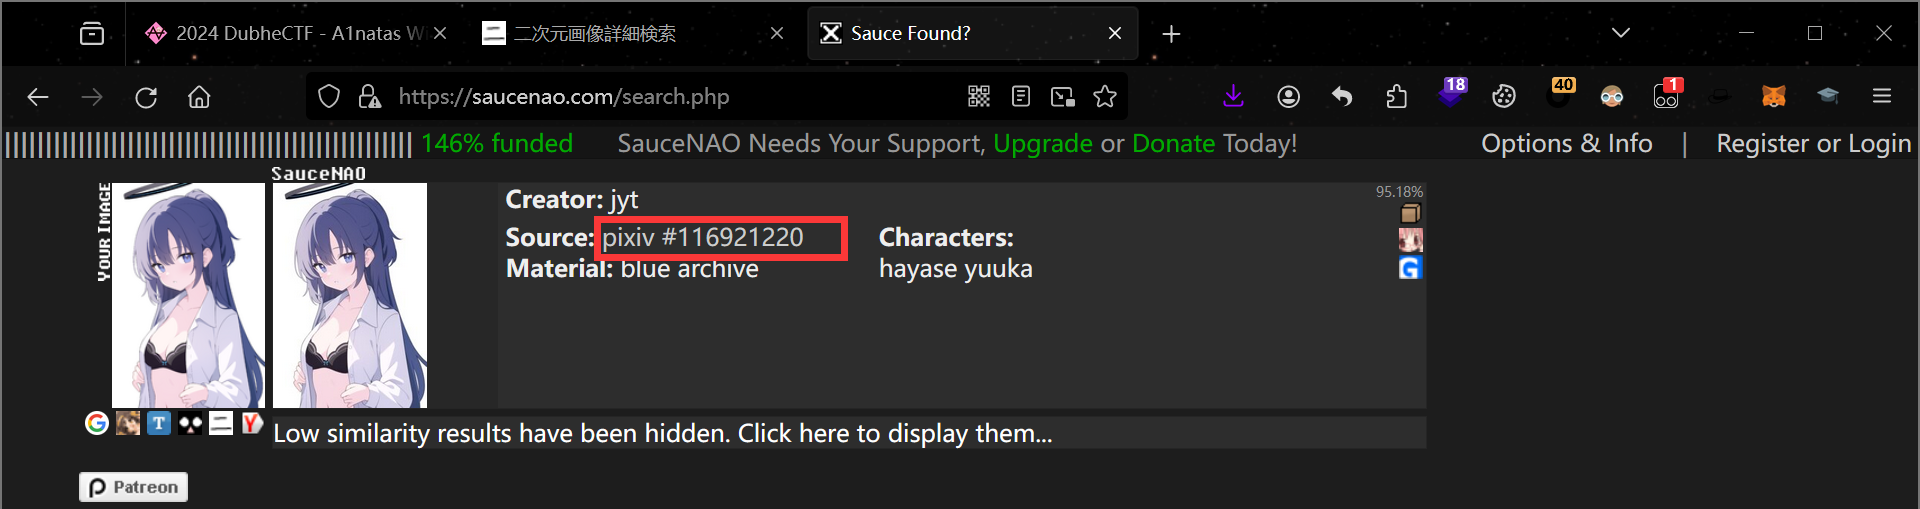 2024 DubheCTF - A1natas
二次元画像詳細検索
Sauce Found?
https://saucenao.com/search.php
18
40
1
146% funded
SauceNAO Needs Your Support, Upgrade or Donate Today!
Options & Info | Register or Login
SauceNAO
YOUR IMAGE
Creator: jyt
95.18%
Source: pixiv #116921220
Characters:
Material: blue archive
hayase yuuka
Low similarity results have been hidden. Click here to display them...
Patreon